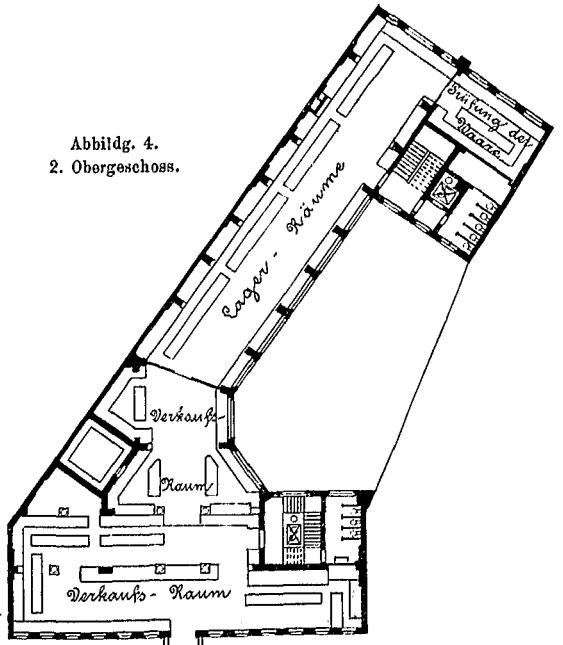 Abbildg. 4.
2. Obergeschoss.
Prüfung der
Waare
Lager - Räume
Verkaufs-
Raum
Verkaufs - Raum